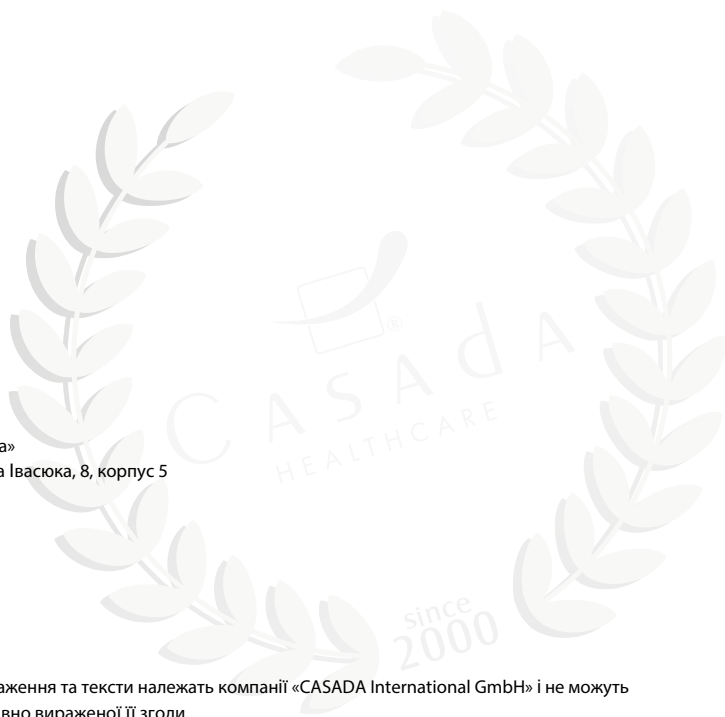 CASADA
®
HEALTHCARE
а»
а Івасюка, 8, корпус 5
since
2000
аження та тексти належать компанії «CASADA International GmbH» і не можуть
вно вираженої її згоди